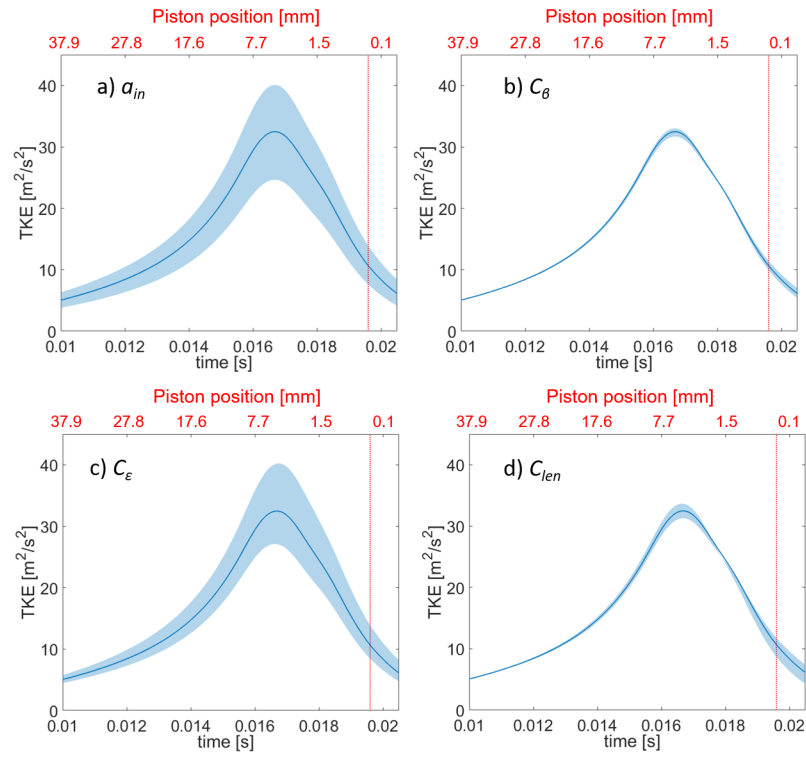 Piston position [mm]
37.9 27.8 17.6 7.7 1.5 0.1
a) α_in
TKE [m²/s²]
40
30
20
10
0
0.01 0.012 0.014 0.016 0.018 0.02
time [s]
Piston position [mm]
37.9 27.8 17.6 7.7 1.5 0.1
b) C_β
TKE [m²/s²]
40
30
20
10
0
0.01 0.012 0.014 0.016 0.018 0.02
time [s]
Piston position [mm]
37.9 27.8 17.6 7.7 1.5 0.1
c) C_ε
TKE [m²/s²]
40
30
20
10
0
0.01 0.012 0.014 0.016 0.018 0.02
time [s]
Piston position [mm]
37.9 27.8 17.6 7.7 1.5 0.1
d) C_len
TKE [m²/s²]
40
30
20
10
0
0.01 0.012 0.014 0.016 0.018 0.02
time [s]